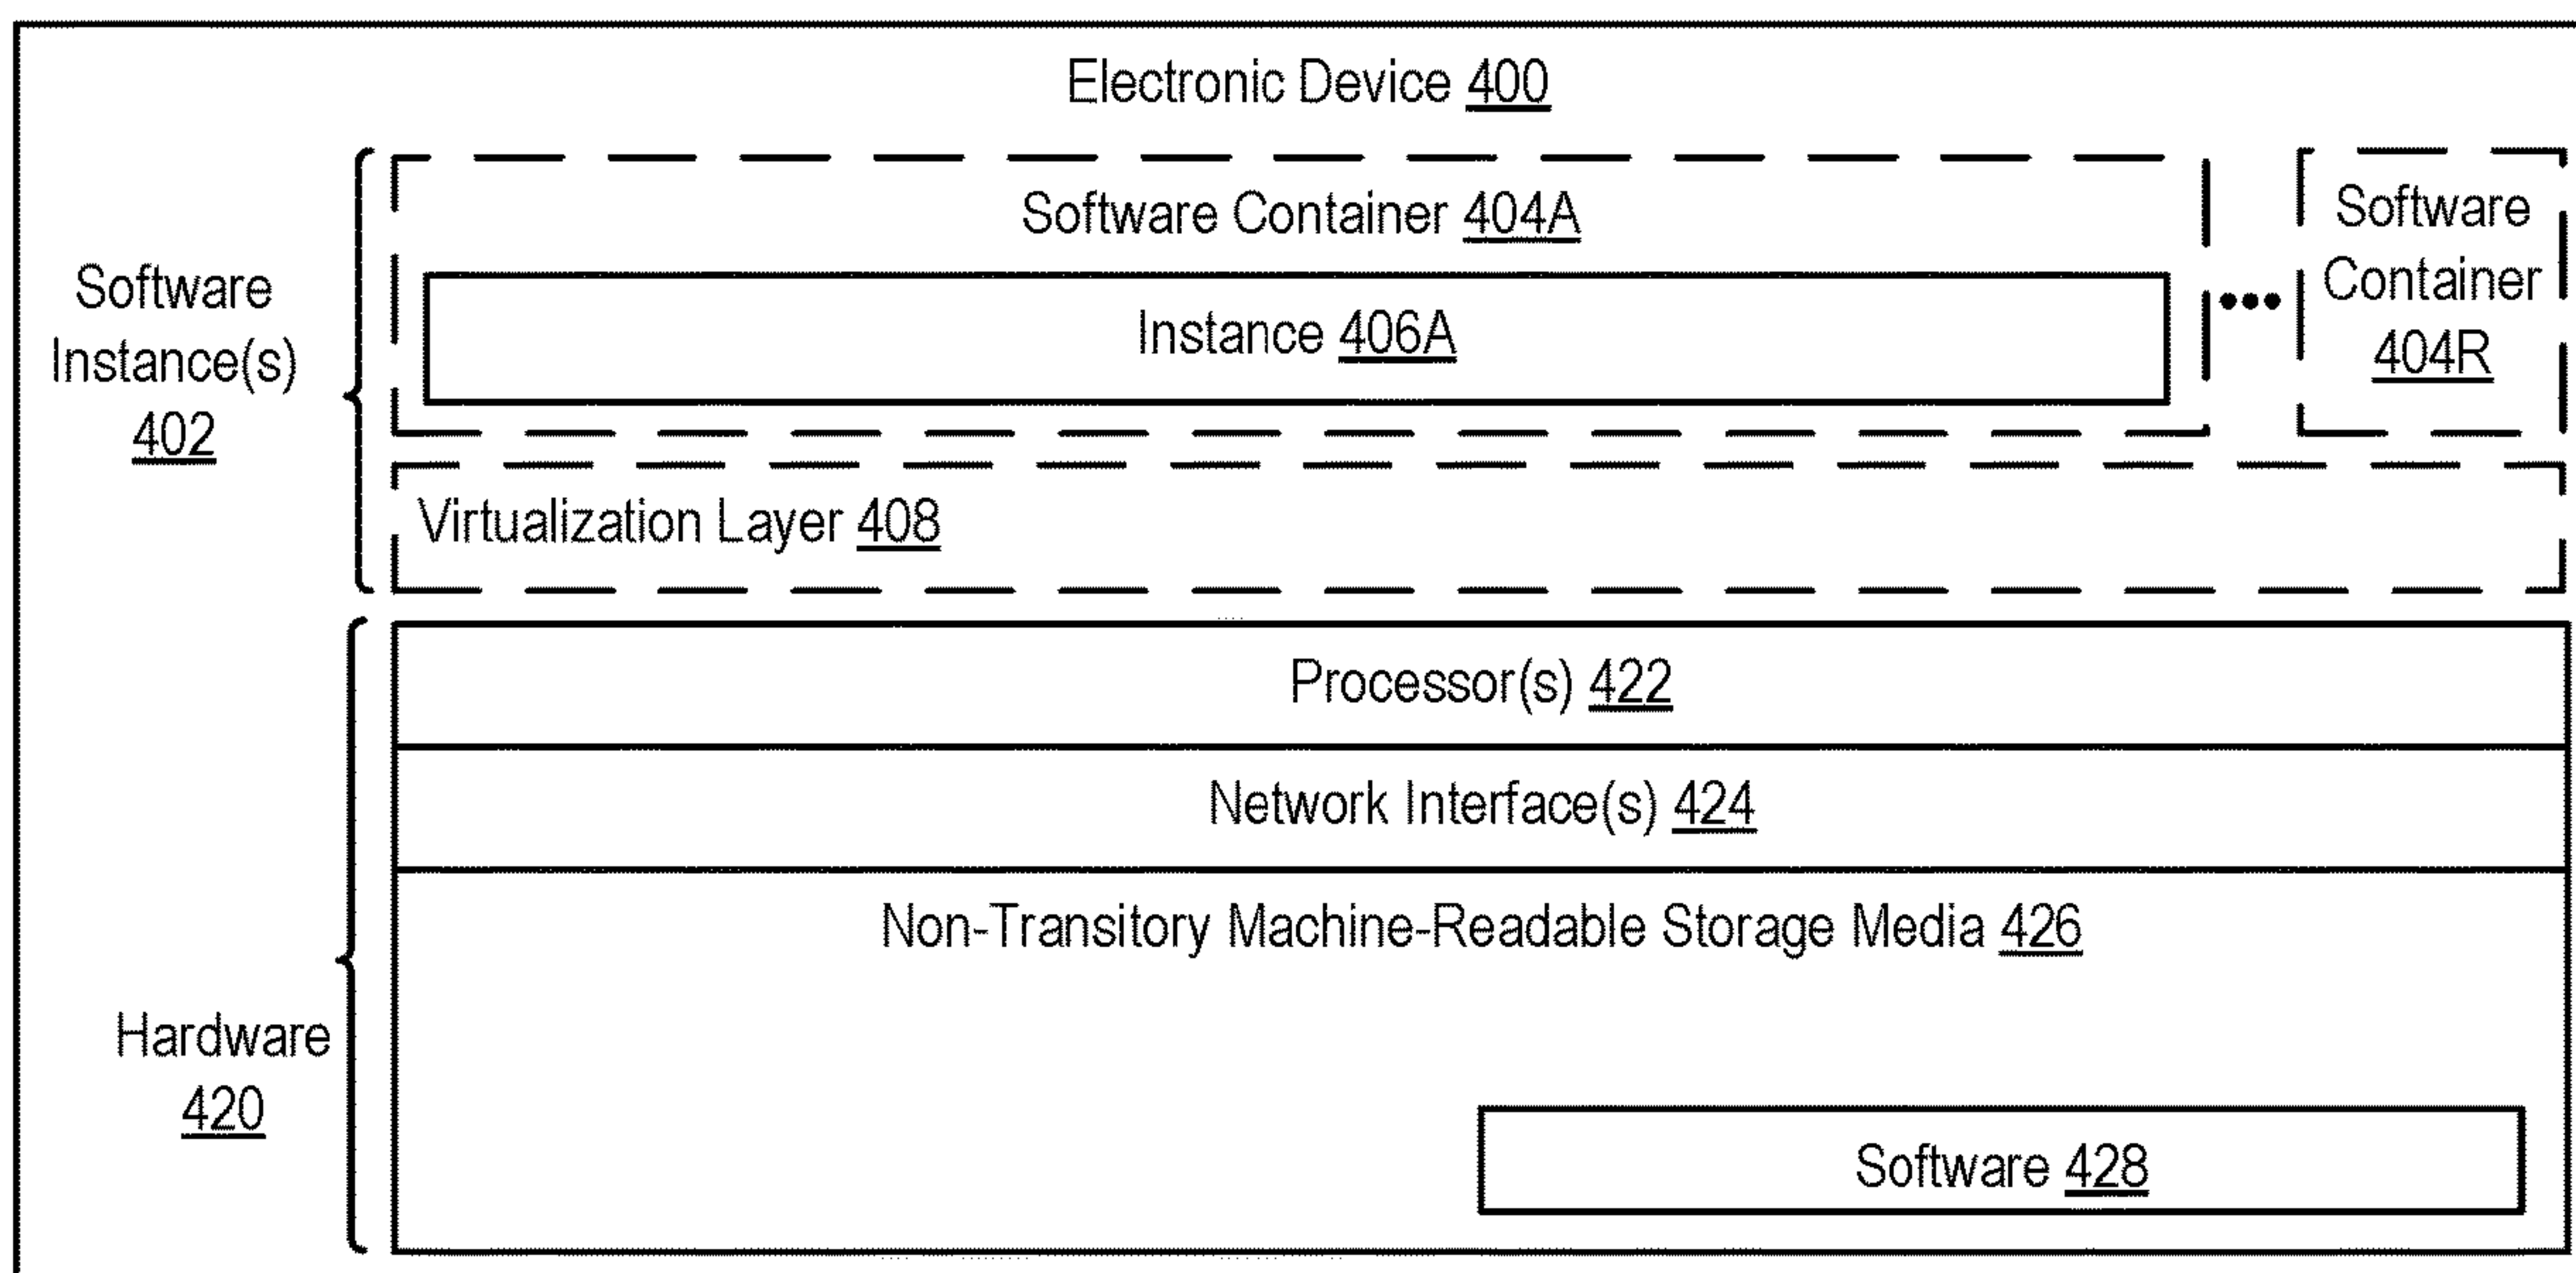 Electronic Device 400
Software Container 404A
Instance 406A
•••
Software
Container
404R
Software
Instance(s)
402
Virtualization Layer 408
Processor(s) 422
Network Interface(s) 424
Non-Transitory Machine-Readable Storage Media 426
Hardware
420
Software 428